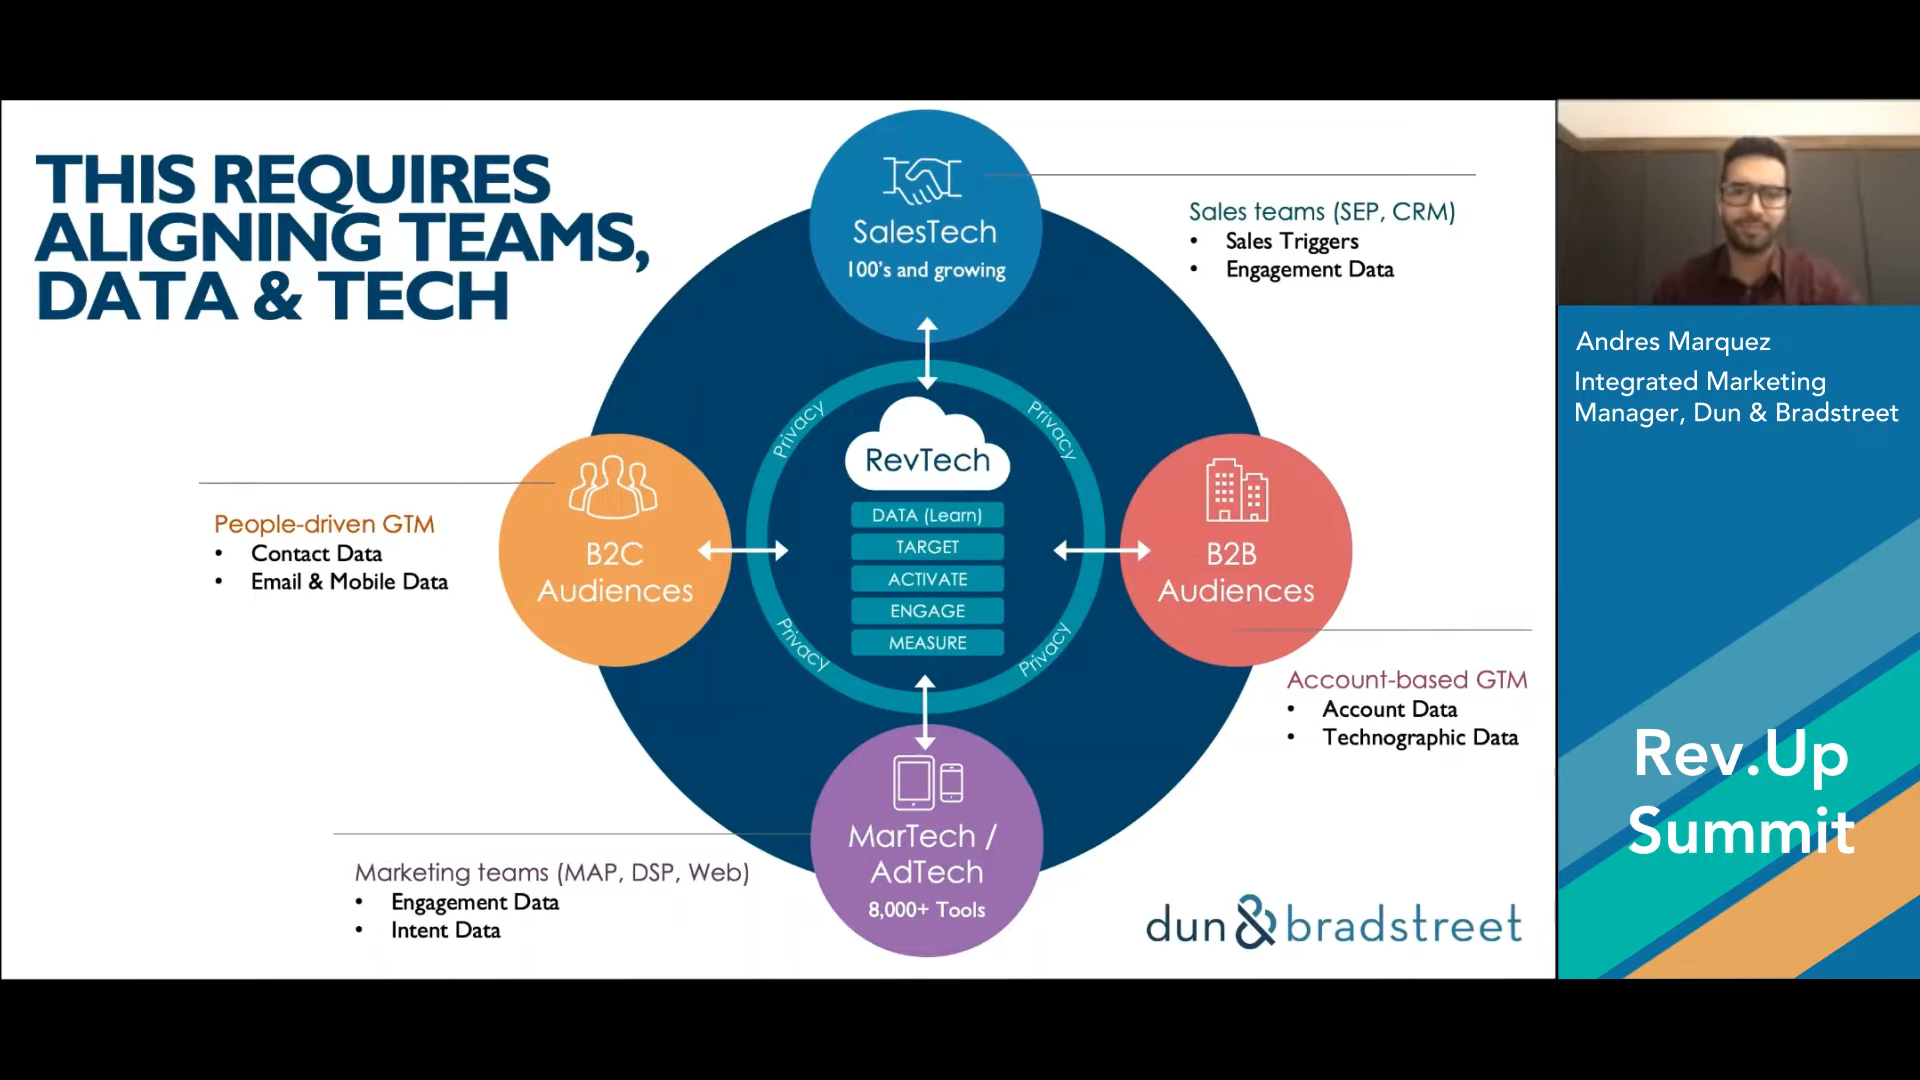 THIS REQUIRES
ALIGNING TEAMS,
DATA & TECH
SalesTech
100's and growing
Sales teams (SEP, CRM)
• Sales Triggers
• Engagement Data
Privacy
Privacy
RevTech
DATA (Learn)
TARGET
ACTIVATE
ENGAGE
MEASURE
Privacy
Privacy
People-driven GTM
• Contact Data
• Email & Mobile Data
B2C
Audiences
B2B
Audiences
Account-based GTM
• Account Data
• Technographic Data
MarTech /
AdTech
8,000+ Tools
Marketing teams (MAP, DSP, Web)
• Engagement Data
• Intent Data
dun & bradstreet
Andres Marquez
Integrated Marketing
Manager, Dun & Bradstreet
Rev.Up
Summit